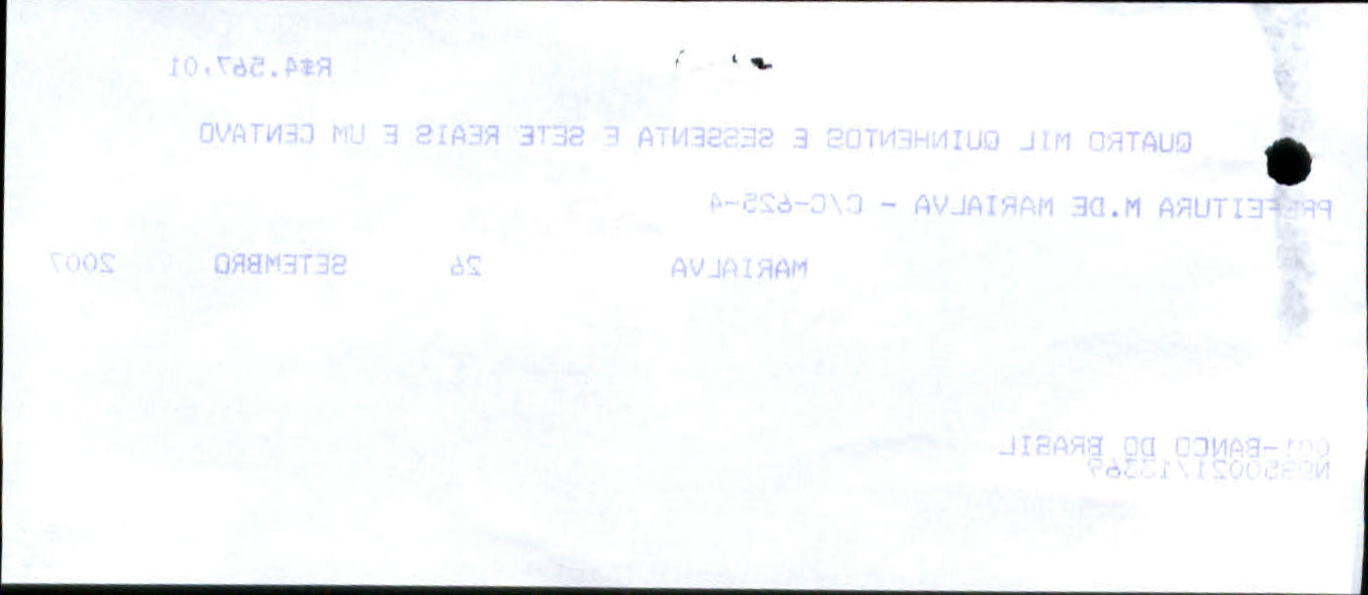 R$4.567,01
QUATRO MIL QUINHENTOS E SESSENTA E SETE REAIS E UM CENTAVO
PREFEITURA M.DE MARIALVA - C/C-625-4
MARIALVA 26 SETEMBRO 2007
001-BANCO DO BRASIL